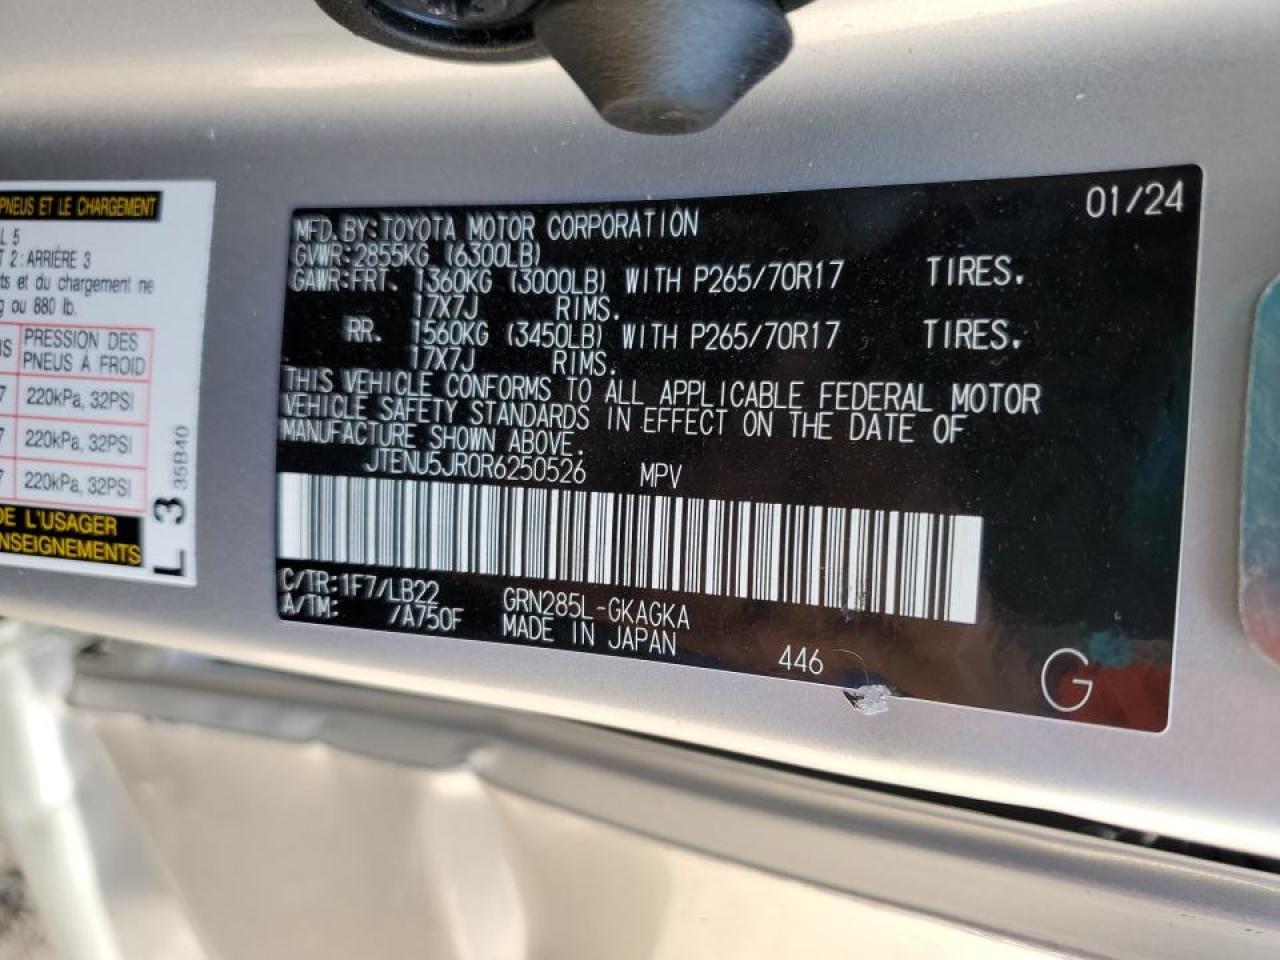 PNEUS ET LE CHARGEMENT
L 5
T 2 : ARRIÈRE 3
ts et du chargement ne
g ou 880 lb.
PRESSION DES
PNEUS À FROID
220kPa, 32PSI
220kPa, 32PSI
220kPa, 32PSI
DE L'USAGER
NSEIGNEMENTS
L 3 35B40
01/24
MFD. BY: TOYOTA MOTOR CORPORATION
GVWR: 2855KG (6300LB)
GAWR: FRT. 1360KG (3000LB) WITH P265/70R17 TIRES.
17X7J RIMS.
RR. 1560KG (3450LB) WITH P265/70R17 TIRES.
17X7J RIMS.
THIS VEHICLE CONFORMS TO ALL APPLICABLE FEDERAL MOTOR
VEHICLE SAFETY STANDARDS IN EFFECT ON THE DATE OF
MANUFACTURE SHOWN ABOVE.
JTENU5JR0R6250526 MPV
C/TR: 1F7/LB22 GRN285L-GKAGKA
A/TM: /A750F MADE IN JAPAN
446
G